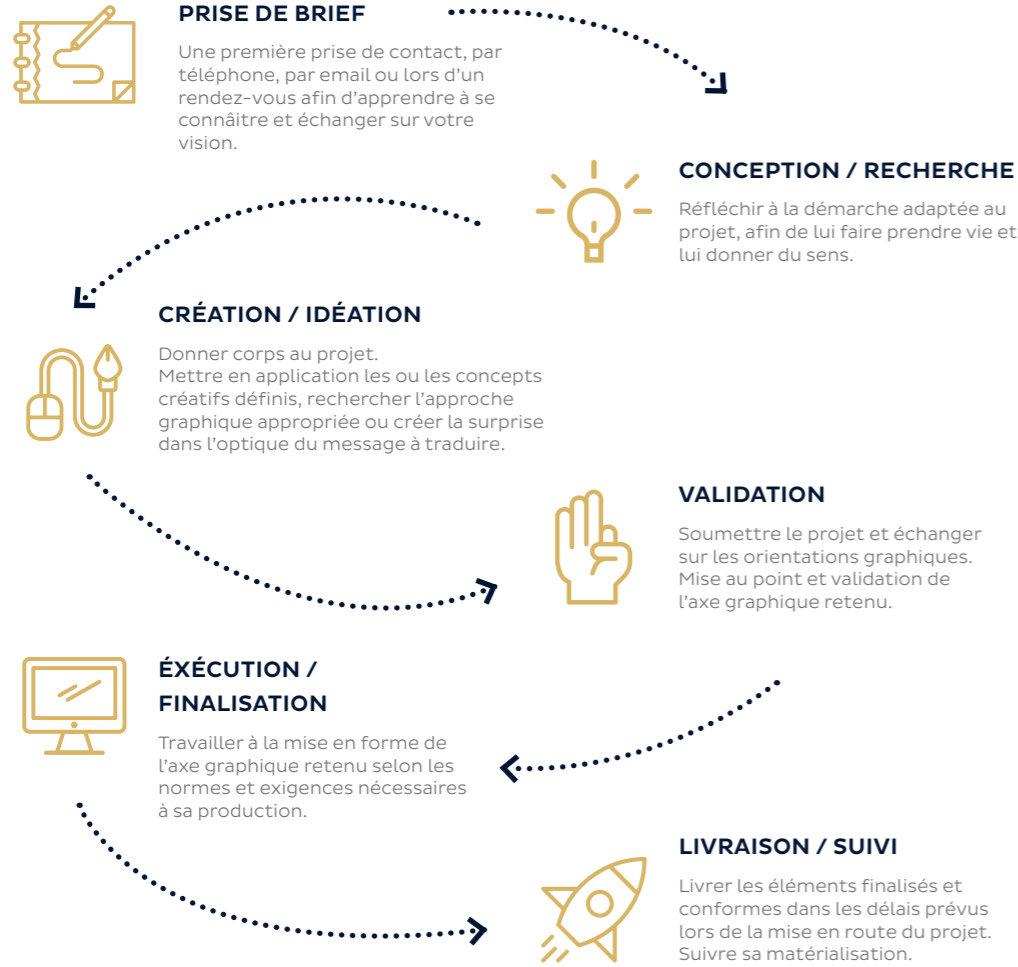 PRISE DE BRIEF
Une première prise de contact, par
téléphone, par email ou lors d’un
rendez-vous afin d’apprendre à se
connâitre et échanger sur votre
vision.
CONCEPTION / RECHERCHE
Réfléchir à la démarche adaptée au
projet, afin de lui faire prendre vie et
lui donner du sens.
CRÉATION / IDÉATION
Donner corps au projet.
Mettre en application les ou les concepts
créatifs définis, rechercher l’approche
graphique appropriée ou créer la surprise
dans l’optique du message à traduire.
VALIDATION
Soumettre le projet et échanger
sur les orientations graphiques.
Mise au point et validation de
l’axe graphique retenu.
ÉXÉCUTION /
FINALISATION
Travailler à la mise en forme de
l’axe graphique retenu selon les
normes et exigences nécessaires
à sa production.
LIVRAISON / SUIVI
Livrer les éléments finalisés et
conformes dans les délais prévus
lors de la mise en route du projet.
Suivre sa matérialisation.